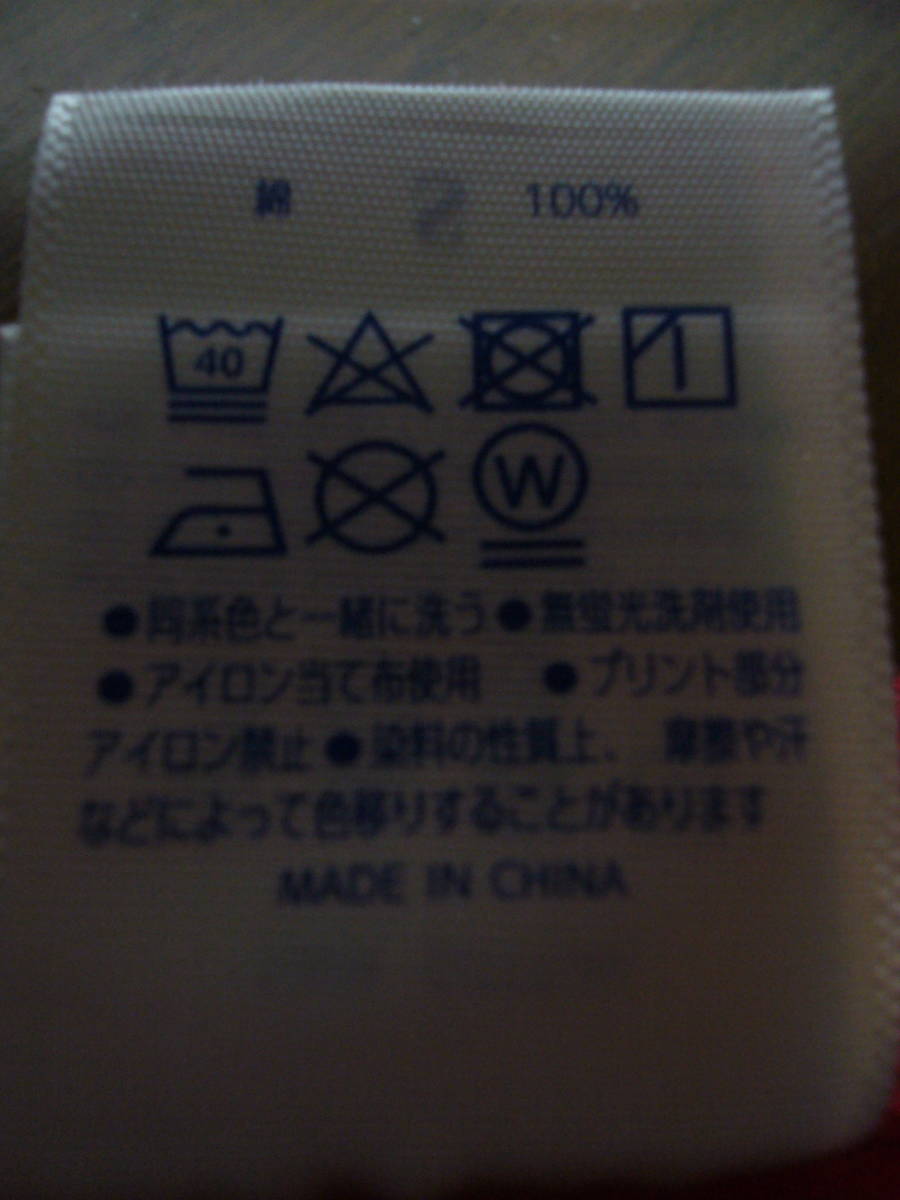 綿 100%
40
W
●同系色と一緒に洗う●無蛍光洗剤使用
●アイロン当て布使用 ●プリント部分
アイロン禁止●染料の性質上、 摩擦や汗
などによって色移りすることがあります
MADE IN CHINA